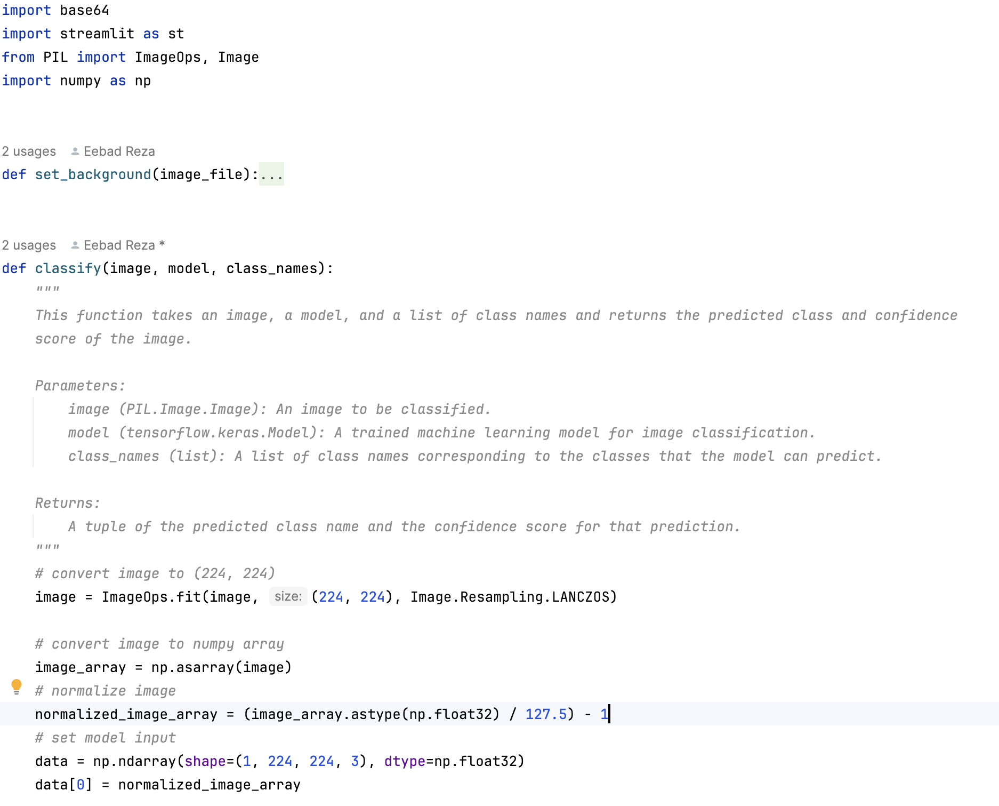 import base64
import streamlit as st
from PIL import ImageOps, Image
import numpy as np
2 usages Eebad Reza
def set_background(image_file):...
2 usages Eebad Reza *
def classify(image, model, class_names):
    """
    This function takes an image, a model, and a list of class names and returns the predicted class and confidence
    score of the image.
    Parameters:
        image (PIL.Image.Image): An image to be classified.
        model (tensorflow.keras.Model): A trained machine learning model for image classification.
        class_names (list): A list of class names corresponding to the classes that the model can predict.
    Returns:
        A tuple of the predicted class name and the confidence score for that prediction.
    """
    # convert image to (224, 224)
    image = ImageOps.fit(image, size: (224, 224), Image.Resampling.LANCZOS)
    # convert image to numpy array
    image_array = np.asarray(image)
    # normalize image
    normalized_image_array = (image_array.astype(np.float32) / 127.5) - 1
    # set model input
    data = np.ndarray(shape=(1, 224, 224, 3), dtype=np.float32)
    data[0] = normalized_image_array